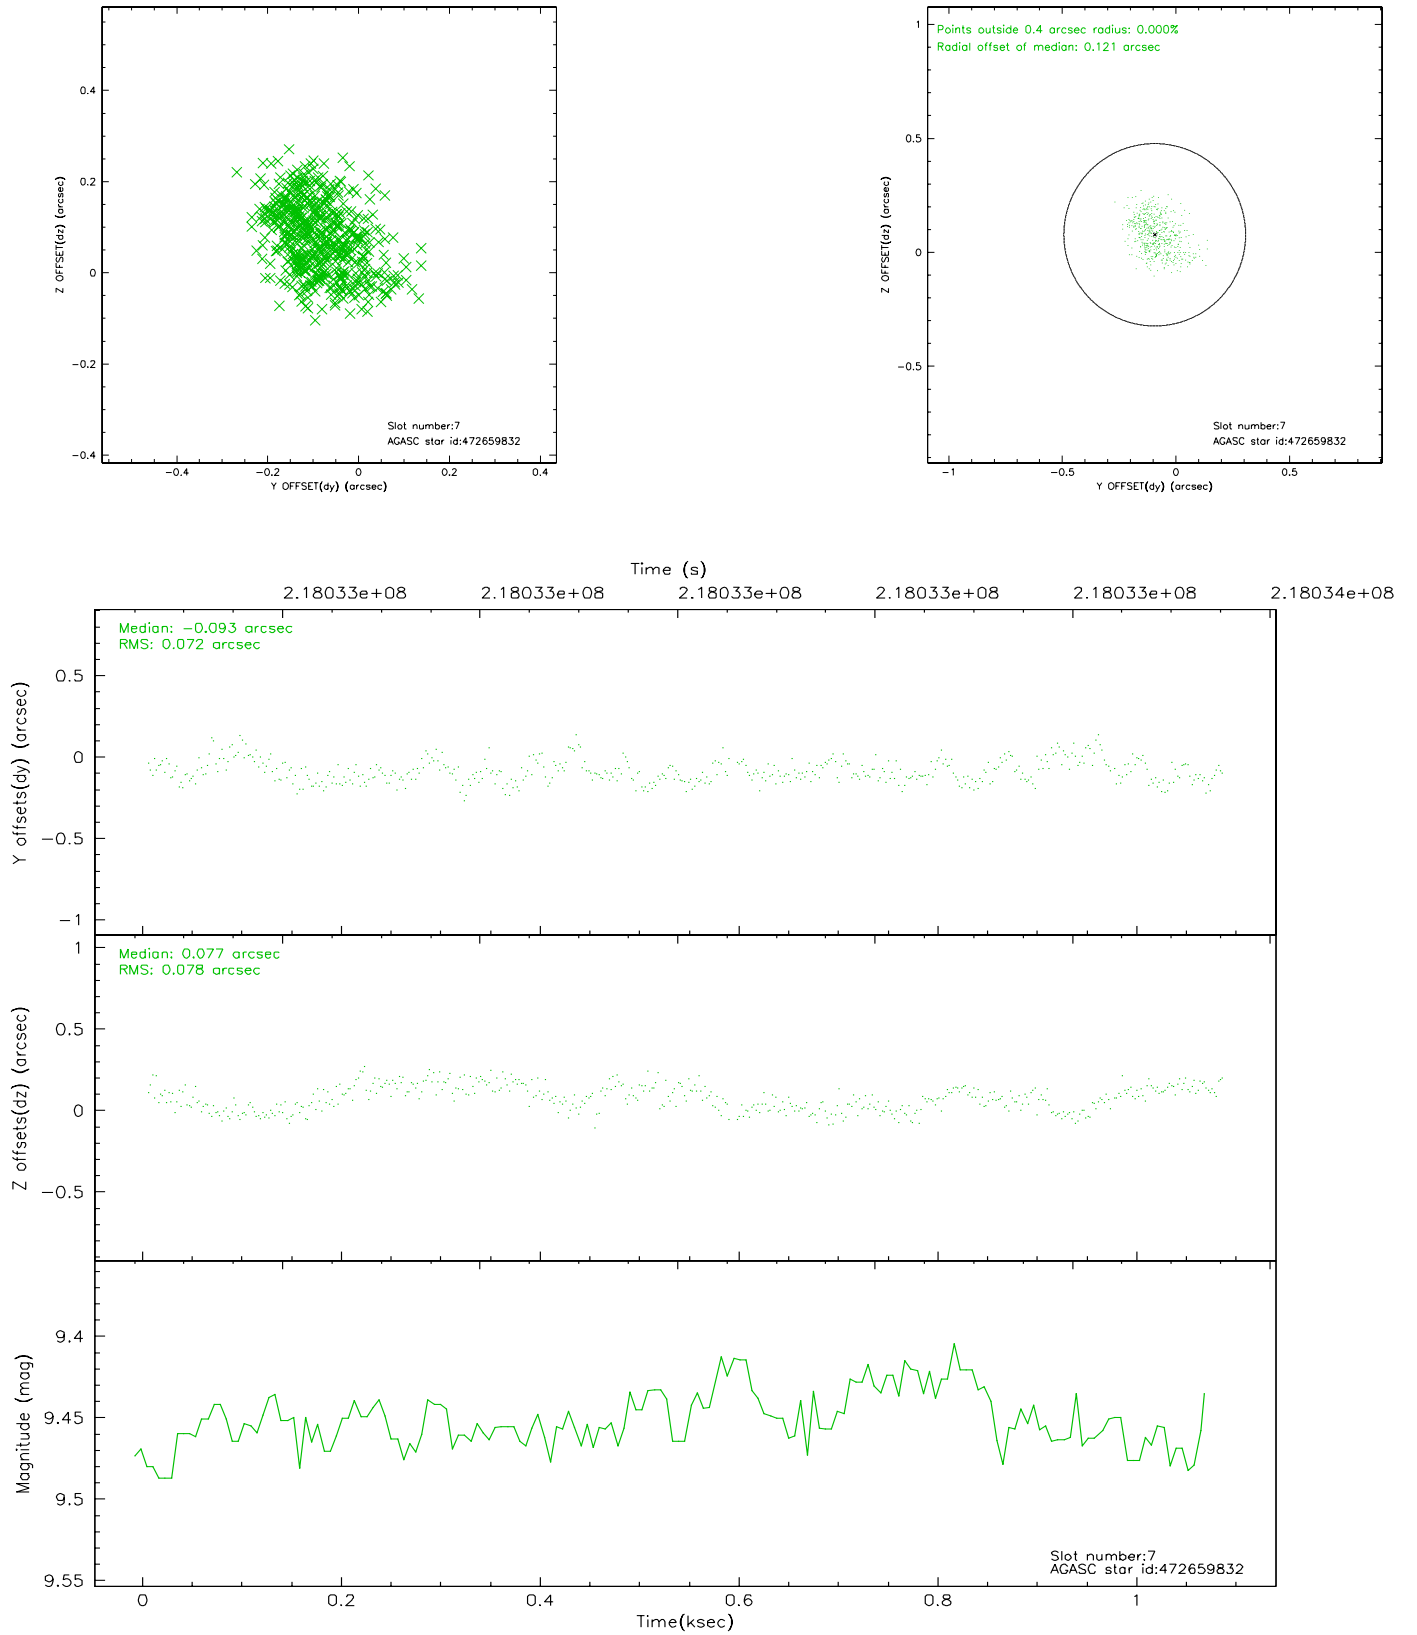 0.4
0.2
0
−0.2
−0.4
Z OFFSET(dz) (arcsec)
Slot number:7
AGASC star id:472659832
−0.4 −0.2 0 0.2 0.4
Y OFFSET(dy) (arcsec)
Points outside 0.4 arcsec radius: 0.000%
Radial offset of median: 0.121 arcsec
1
0.5
0
−0.5
Z OFFSET(dz) (arcsec)
Slot number:7
AGASC star id:472659832
−1 −0.5 0 0.5
Y OFFSET(dy) (arcsec)
Time (s)
2.18033e+08 2.18033e+08 2.18033e+08 2.18033e+08 2.18033e+08 2.18034e+08
Median: −0.093 arcsec
RMS: 0.072 arcsec
0.5
0
−0.5
−1
Y offsets(dy) (arcsec)
Median: 0.077 arcsec
RMS: 0.078 arcsec
1
0.5
0
−0.5
Z offsets(dz) (arcsec)
9.4
9.45
9.5
9.55
Magnitude (mag)
Slot number:7
AGASC star id:472659832
0 0.2 0.4 0.6 0.8 1
Time(ksec)